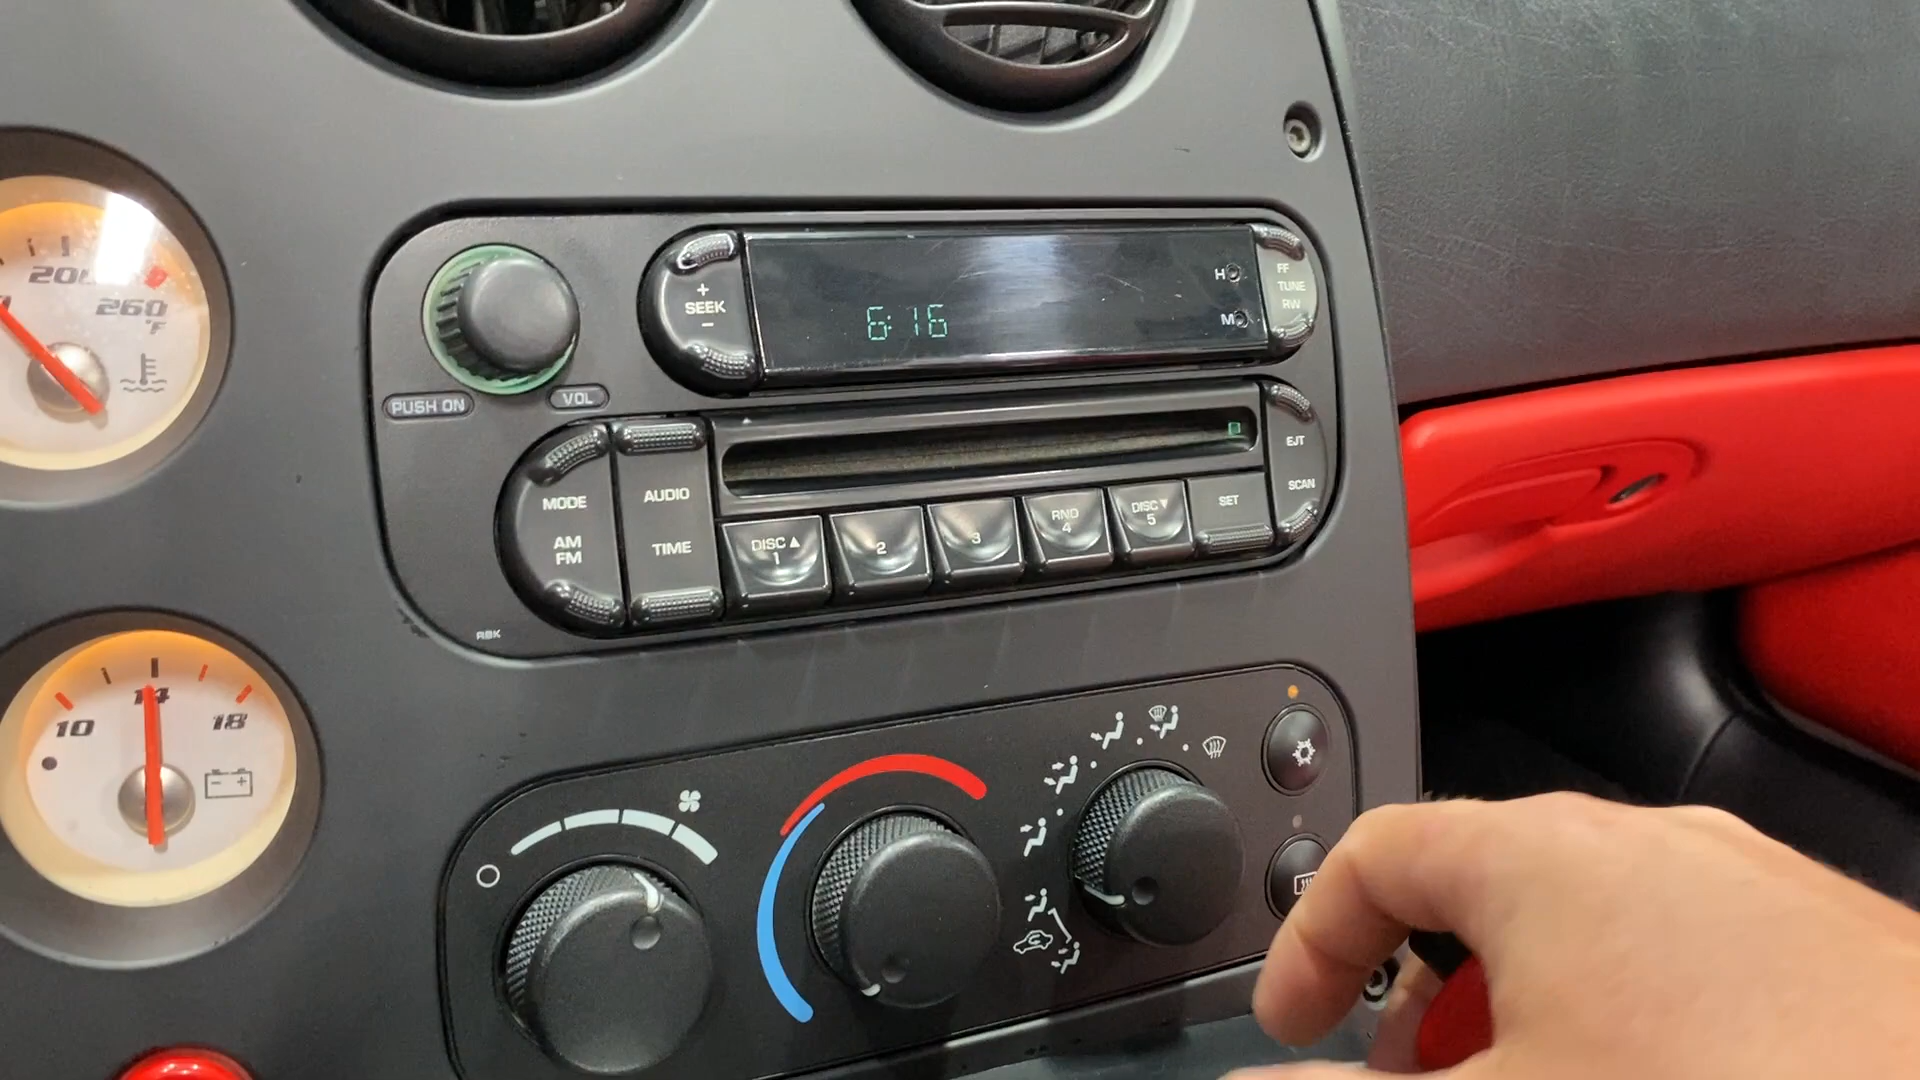 200
260
°F
+
SEEK
−
6:16
H
M
FF
TUNE
RW
PUSH ON
VOL
MODE
AM
FM
AUDIO
TIME
EJT
SCAN
DISC▲
1
2
3
RND
4
DISC▼
5
SET
RBK
10
14
18
− +